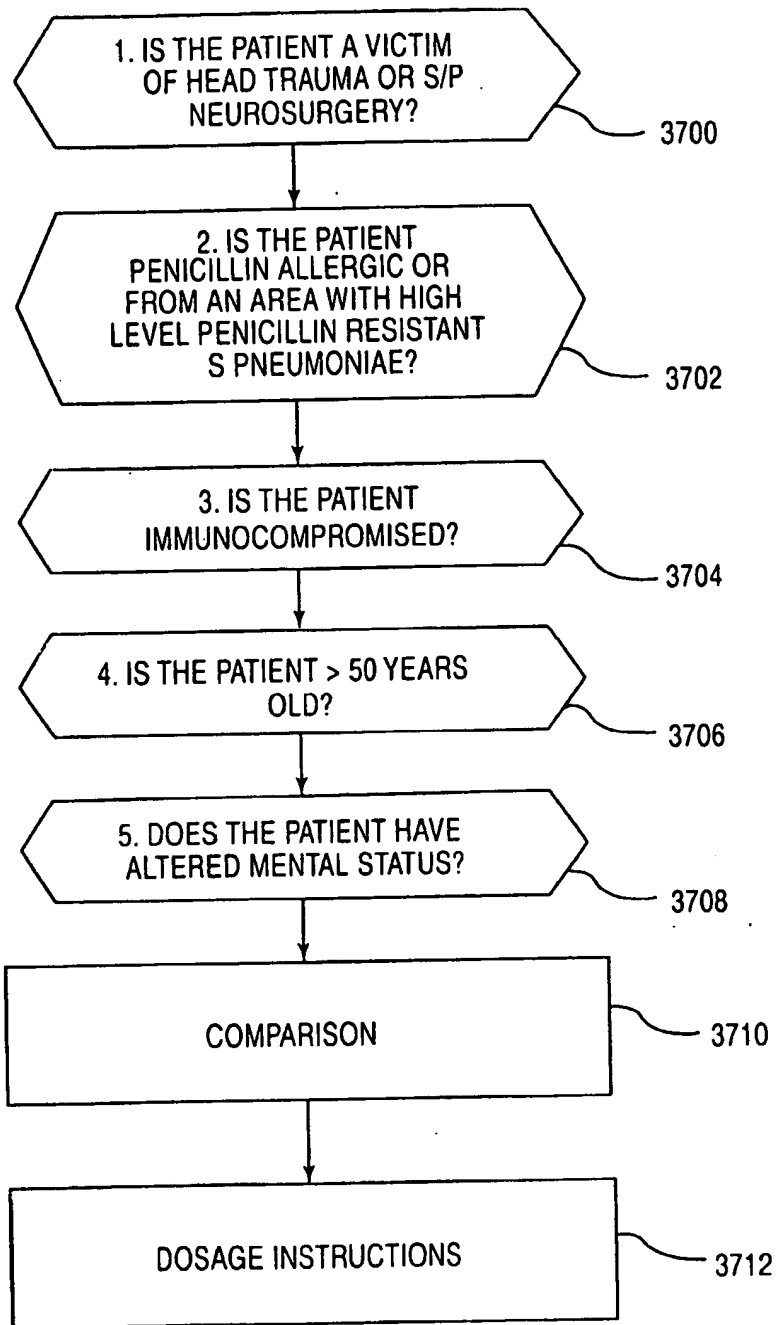 1. IS THE PATIENT A VICTIM
OF HEAD TRAUMA OR S/P
NEUROSURGERY?
3700
2. IS THE PATIENT
PENICILLIN ALLERGIC OR
FROM AN AREA WITH HIGH
LEVEL PENICILLIN RESISTANT
S PNEUMONIAE?
3702
3. IS THE PATIENT
IMMUNOCOMPROMISED?
3704
4. IS THE PATIENT > 50 YEARS
OLD?
3706
5. DOES THE PATIENT HAVE
ALTERED MENTAL STATUS?
3708
COMPARISON
3710
DOSAGE INSTRUCTIONS
3712